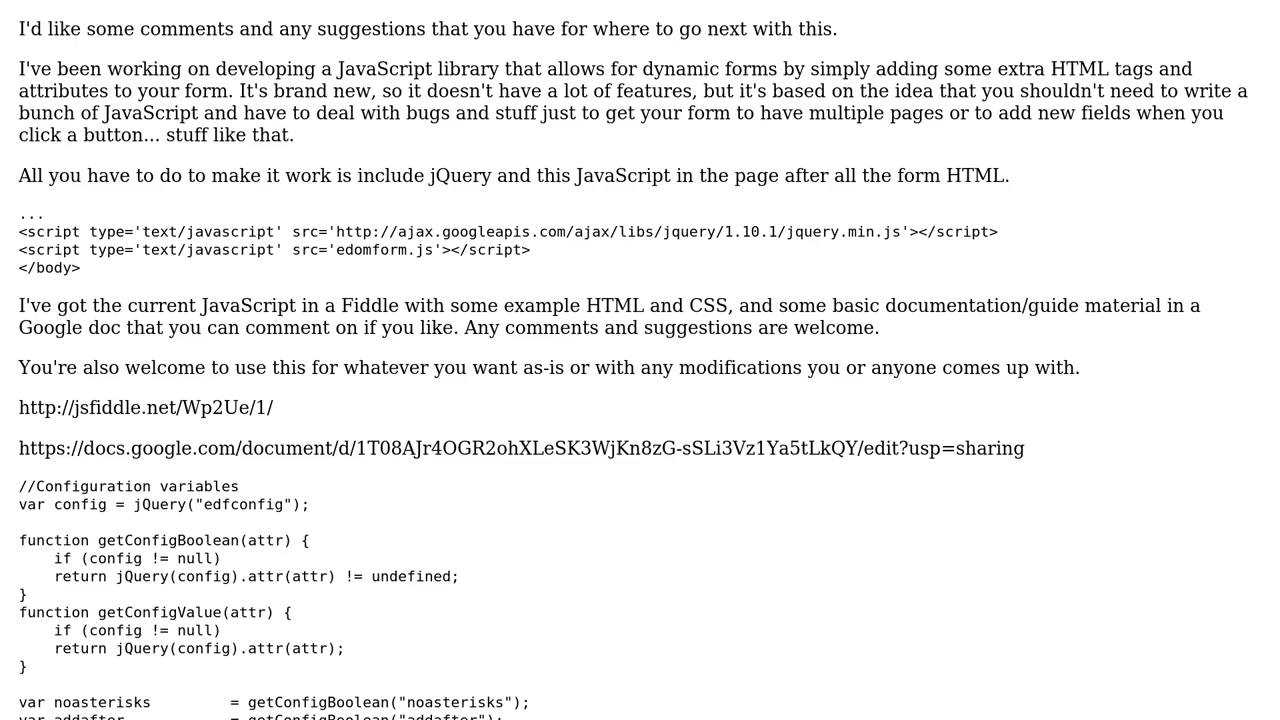 I'd like some comments and any suggestions that you have for where to go next with this.
I've been working on developing a JavaScript library that allows for dynamic forms by simply adding some extra HTML tags and
attributes to your form. It's brand new, so it doesn't have a lot of features, but it's based on the idea that you shouldn't need to write a
bunch of JavaScript and have to deal with bugs and stuff just to get your form to have multiple pages or to add new fields when you
click a button... stuff like that.
All you have to do to make it work is include jQuery and this JavaScript in the page after all the form HTML.
...
<script type='text/javascript' src='http://ajax.googleapis.com/ajax/libs/jquery/1.10.1/jquery.min.js'></script>
<script type='text/javascript' src='edomform.js'></script>
</body>
I've got the current JavaScript in a Fiddle with some example HTML and CSS, and some basic documentation/guide material in a
Google doc that you can comment on if you like. Any comments and suggestions are welcome.
You're also welcome to use this for whatever you want as-is or with any modifications you or anyone comes up with.
http://jsfiddle.net/Wp2Ue/1/
https://docs.google.com/document/d/1T08AJr4OGR2ohXLeSK3WjKn8zG-sSLi3Vz1Ya5tLkQY/edit?usp=sharing
//Configuration variables
var config = jQuery("edfconfig");
function getConfigBoolean(attr) {
    if (config != null)
    return jQuery(config).attr(attr) != undefined;
}
function getConfigValue(attr) {
    if (config != null)
    return jQuery(config).attr(attr);
}
var noasterisks         = getConfigBoolean("noasterisks");
var addafter            = getConfigBoolean("addafter");